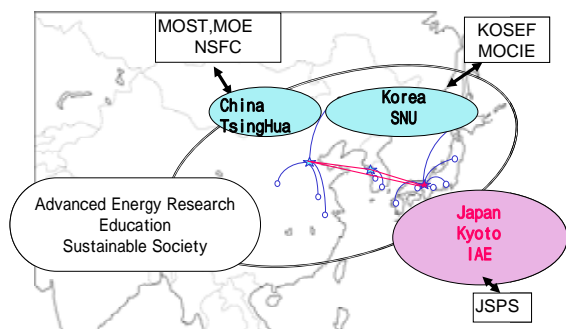 MOST,MOE
NSFC
KOSEF
MOCIE
China
TsingHua
Korea
SNU
Advanced Energy Research
Education
Sustainable Society
Japan
Kyoto
IAE
JSPS